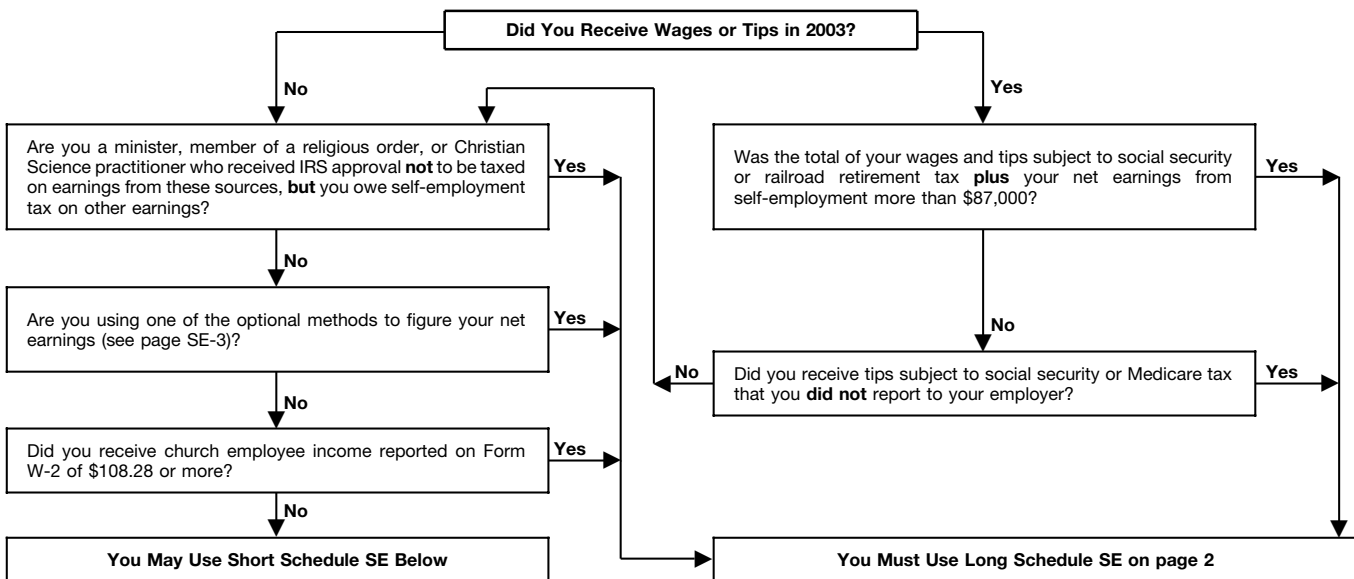 Did You Receive Wages or Tips in 2003?
No
Yes
Are you a minister, member of a religious order, or Christian
Science practitioner who received IRS approval not to be taxed
on earnings from these sources, but you owe self-employment
tax on other earnings?
Yes
Was the total of your wages and tips subject to social security
or railroad retirement tax plus your net earnings from
self-employment more than $87,000?
Yes
No
No
Are you using one of the optional methods to figure your net
earnings (see page SE-3)?
Yes
No
Did you receive tips subject to social security or Medicare tax
that you did not report to your employer?
Yes
No
Did you receive church employee income reported on Form
W-2 of $108.28 or more?
Yes
No
You May Use Short Schedule SE Below
You Must Use Long Schedule SE on page 2